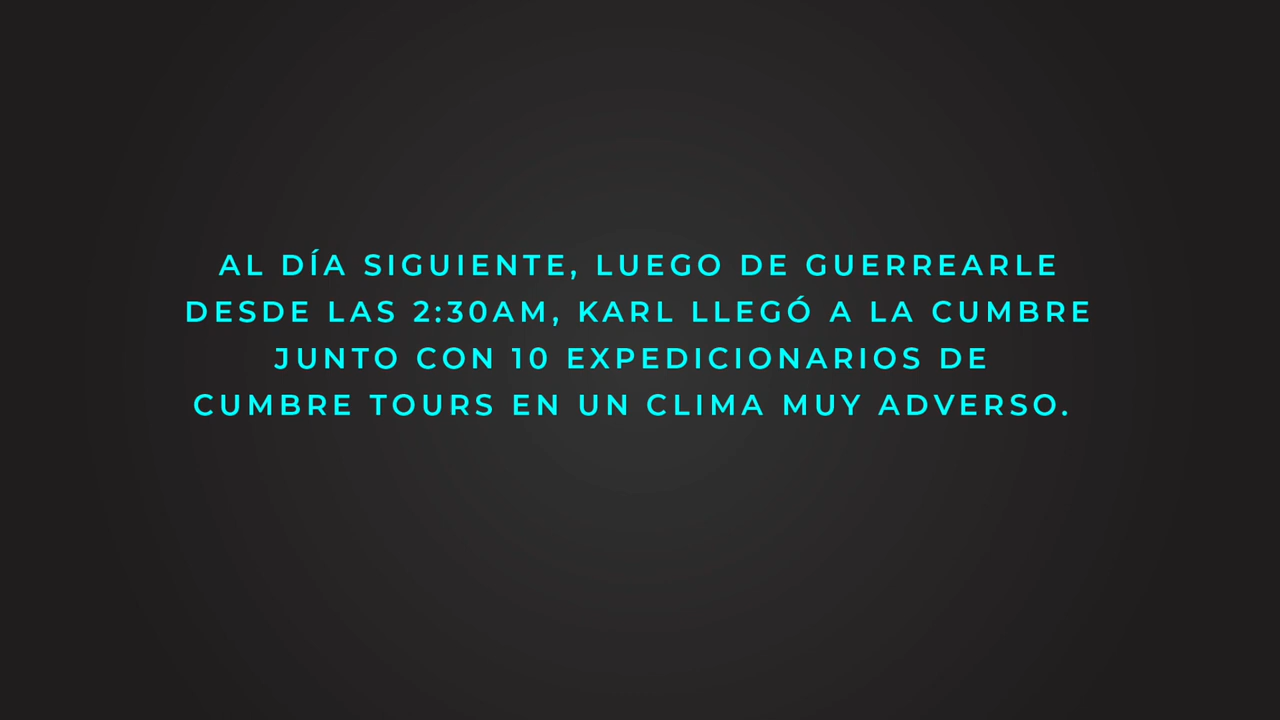 AL DÍA SIGUIENTE, LUEGO DE GUERREARLE
DESDE LAS 2:30AM, KARL LLEGÓ A LA CUMBRE
JUNTO CON 10 EXPEDICIONARIOS DE
CUMBRE TOURS EN UN CLIMA MUY ADVERSO.